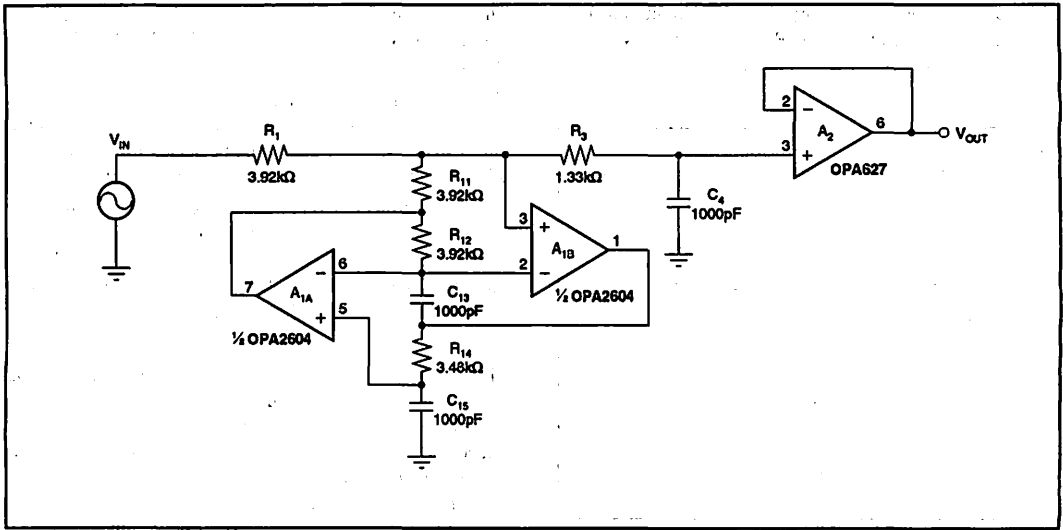 V_IN
R_1
3.92kΩ
R_3
1.33kΩ
R_11
3.92kΩ
R_12
3.92kΩ
C_13
1000pF
R_14
3.48kΩ
C_15
1000pF
C_4
1000pF
7
A_1A
−
6
+
5
½ OPA2604
3
+
A_1B
1
2
−
½ OPA2604
2
−
A_2
6
3
+
OPA627
V_OUT